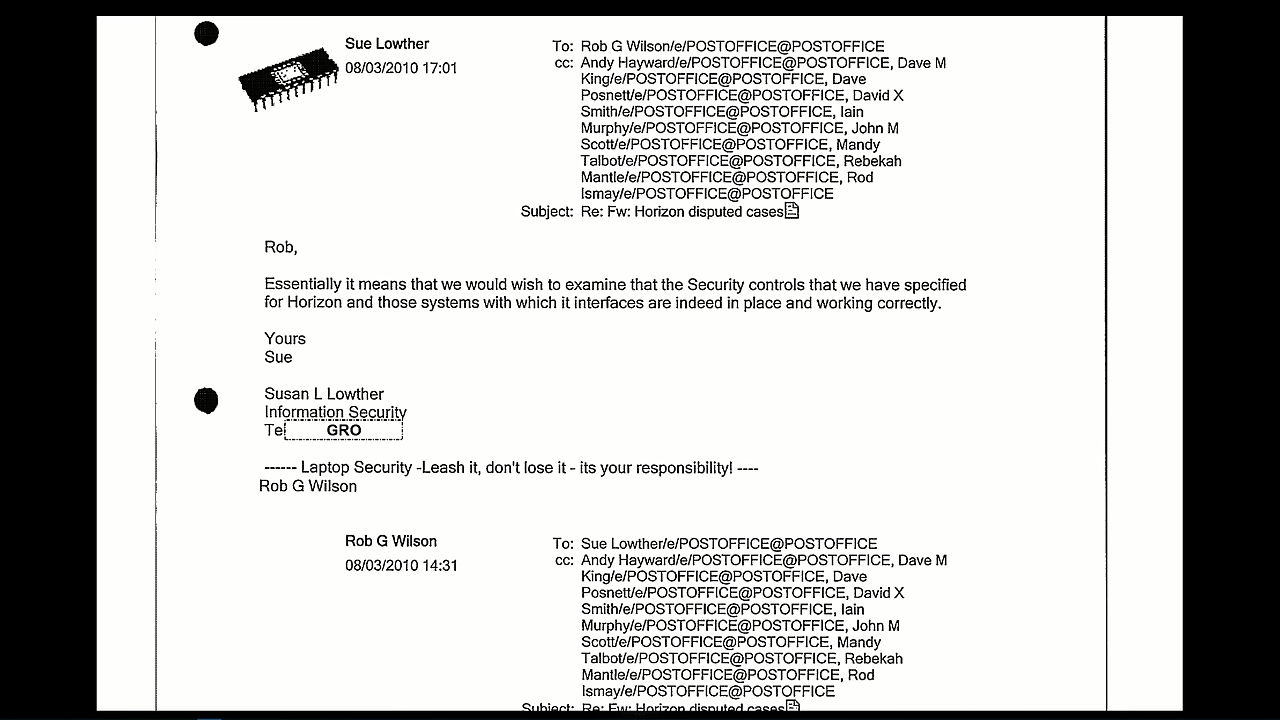 Sue Lowther
08/03/2010 17:01
To: Rob G Wilson/e/POSTOFFICE@POSTOFFICE
cc: Andy Hayward/e/POSTOFFICE@POSTOFFICE, Dave M
King/e/POSTOFFICE@POSTOFFICE, Dave
Posnett/e/POSTOFFICE@POSTOFFICE, David X
Smith/e/POSTOFFICE@POSTOFFICE, Iain
Murphy/e/POSTOFFICE@POSTOFFICE, John M
Scott/e/POSTOFFICE@POSTOFFICE, Mandy
Talbot/e/POSTOFFICE@POSTOFFICE, Rebekah
Mantle/e/POSTOFFICE@POSTOFFICE, Rod
Ismay/e/POSTOFFICE@POSTOFFICE
Subject: Re: Fw: Horizon disputed cases
Rob,
Essentially it means that we would wish to examine that the Security controls that we have specified
for Horizon and those systems with which it interfaces are indeed in place and working correctly.
Yours
Sue
Susan L Lowther
Information Security
Tel GRO
------ Laptop Security -Leash it, don't lose it - its your responsibility! ----
Rob G Wilson
Rob G Wilson
08/03/2010 14:31
To: Sue Lowther/e/POSTOFFICE@POSTOFFICE
cc: Andy Hayward/e/POSTOFFICE@POSTOFFICE, Dave M
King/e/POSTOFFICE@POSTOFFICE, Dave
Posnett/e/POSTOFFICE@POSTOFFICE, David X
Smith/e/POSTOFFICE@POSTOFFICE, Iain
Murphy/e/POSTOFFICE@POSTOFFICE, John M
Scott/e/POSTOFFICE@POSTOFFICE, Mandy
Talbot/e/POSTOFFICE@POSTOFFICE, Rebekah
Mantle/e/POSTOFFICE@POSTOFFICE, Rod
Ismay/e/POSTOFFICE@POSTOFFICE
Subject: Re: Fw: Horizon disputed cases